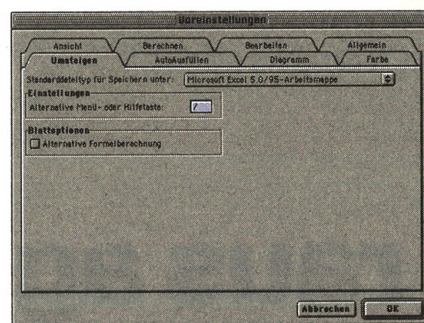 Voreinstellungen
Ansicht Berechnen Bearbeiten Allgemein
Umsteigen AutoAusfüllen Diagramm Farbe
Standarddateityp für Speichern unter: Microsoft Excel 5.0/95-Arbeitsmappe
Einstellungen
Alternative Menü- oder Hilfetaste: /
Blattoptionen
Alternative Formelberechnung
Abbrechen OK